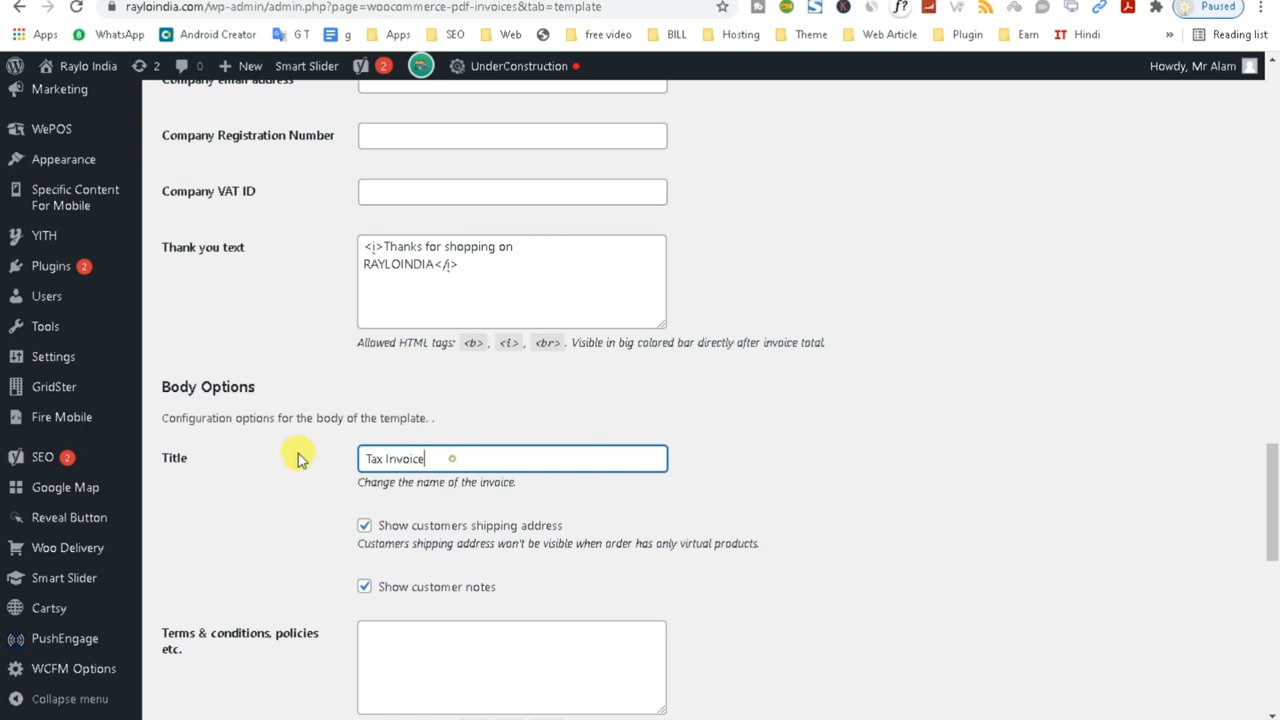 rayloindia.com/wp-admin/admin.php?page=woocommerce-pdf-invoices&tab=template
Paused
Apps
WhatsApp
Android Creator
G T
g
Apps
SEO
Web
free video
BILL
Hosting
Theme
Web Article
Plugin
Earn
IT Hindi
»
Reading list
Raylo India
2
0
+ New
Smart Slider
2
UnderConstruction
Howdy, Mr Alam
Marketing
WePOS
Appearance
Specific Content
For Mobile
YITH
Plugins 2
Users
Tools
Settings
GridSter
Fire Mobile
SEO 2
Google Map
Reveal Button
Woo Delivery
Smart Slider
Cartsy
PushEngage
WCFM Options
Collapse menu
Company email address
Company Registration Number
Company VAT ID
Thank you text
<i>Thanks for shopping on
RAYLOINDIA</i>
Allowed HTML tags: <b>, <i>, <br>. Visible in big colored bar directly after invoice total.
Body Options
Configuration options for the body of the template. .
Title
Tax Invoice
Change the name of the invoice.
Show customers shipping address
Customers shipping address won't be visible when order has only virtual products.
Show customer notes
Terms & conditions, policies
etc.